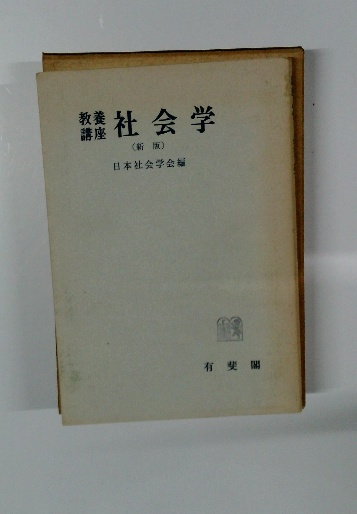 教養講座 社会学
（新版）
日本社会学会編
有斐閣